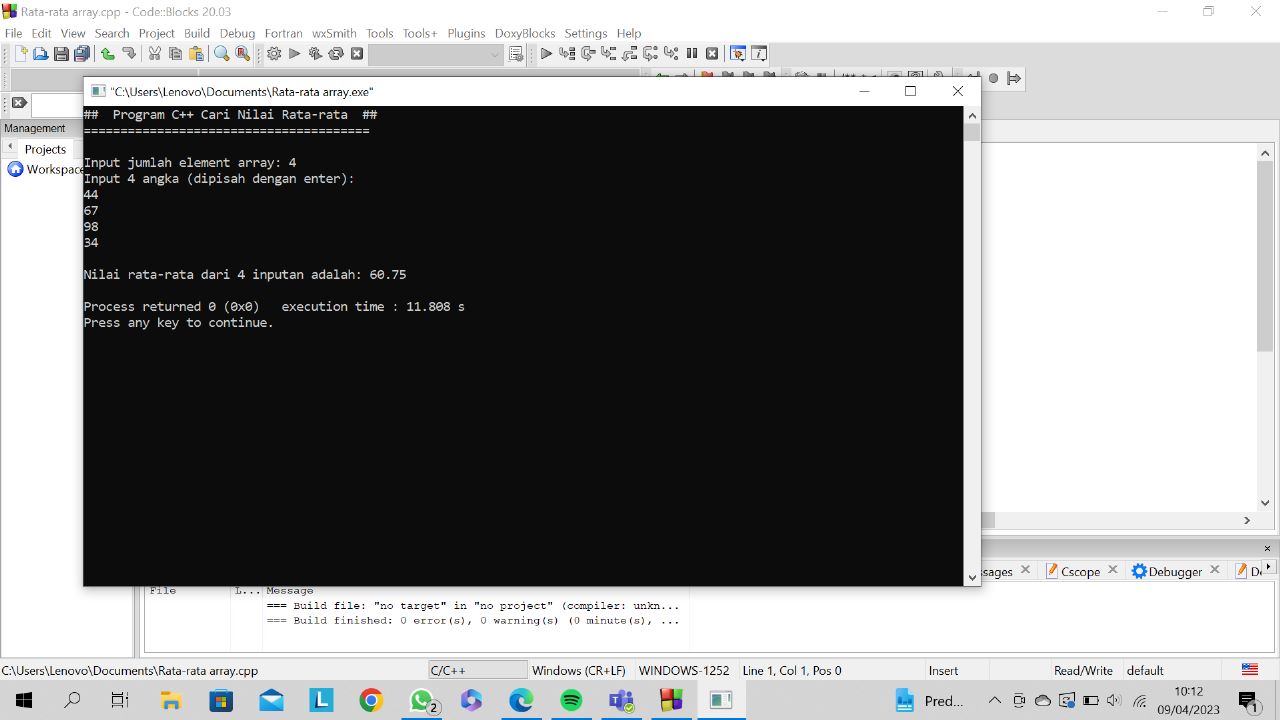 Rata-rata array.cpp - Code::Blocks 20.03
File Edit View Search Project Build Debug Fortran wxSmith Tools Tools+ Plugins DoxyBlocks Settings Help
"C:\Users\Lenovo\Documents\Rata-rata array.exe"
Management
Projects
Workspace
## Program C++ Cari Nilai Rata-rata ##
=======================================
Input jumlah element array: 4
Input 4 angka (dipisah dengan enter):
44
67
98
34
Nilai rata-rata dari 4 inputan adalah: 60.75
Process returned 0 (0x0) execution time : 11.808 s
Press any key to continue.
ssages Cscope Debugger
File L... Message
=== Build file: "no target" in "no project" (compiler: unkn...
=== Build finished: 0 error(s), 0 warning(s) (0 minute(s), ...
C:\Users\Lenovo\Documents\Rata-rata array.cpp C/C++ Windows (CR+LF) WINDOWS-1252 Line 1, Col 1, Pos 0 Insert Read/Write default
L 2 Pred... 10:12
09/04/2023 1